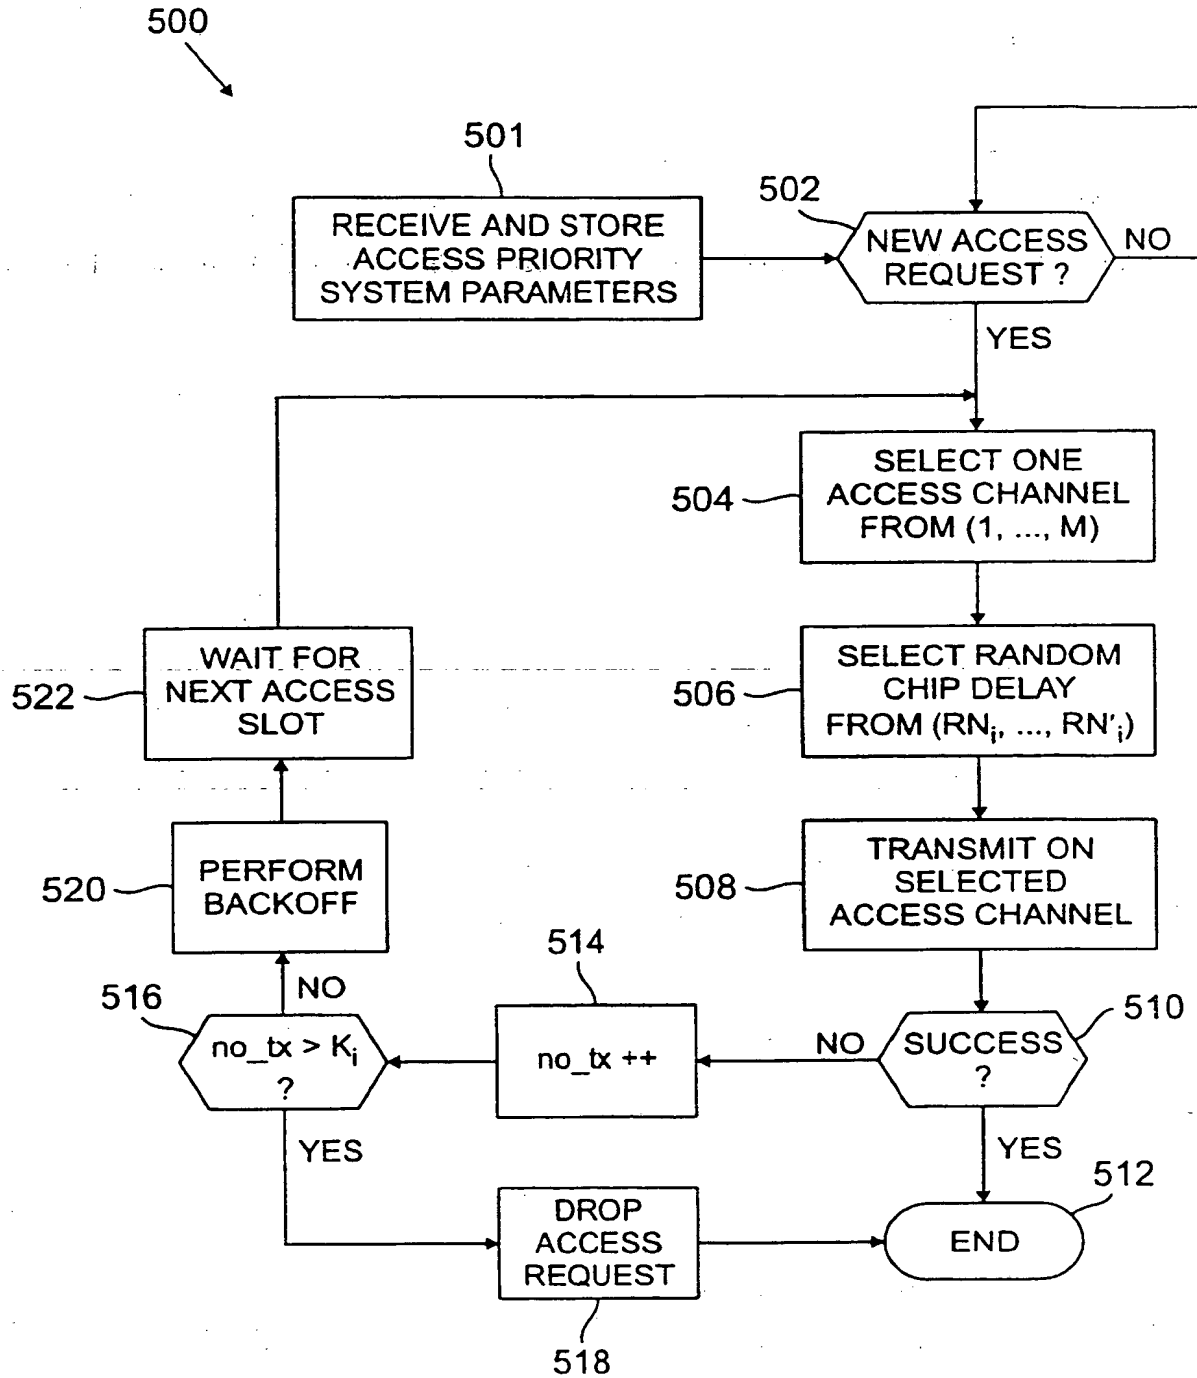 500
501
RECEIVE AND STORE
ACCESS PRIORITY
SYSTEM PARAMETERS
502
NEW ACCESS
REQUEST ?
NO
YES
504
SELECT ONE
ACCESS CHANNEL
FROM (1, ..., M)
506
SELECT RANDOM
CHIP DELAY
FROM (RNi, ..., RN'i)
508
TRANSMIT ON
SELECTED
ACCESS CHANNEL
510
SUCCESS
?
NO
YES
512
END
514
no_tx ++
516
no_tx > Ki
?
NO
YES
518
DROP
ACCESS
REQUEST
520
PERFORM
BACKOFF
522
WAIT FOR
NEXT ACCESS
SLOT